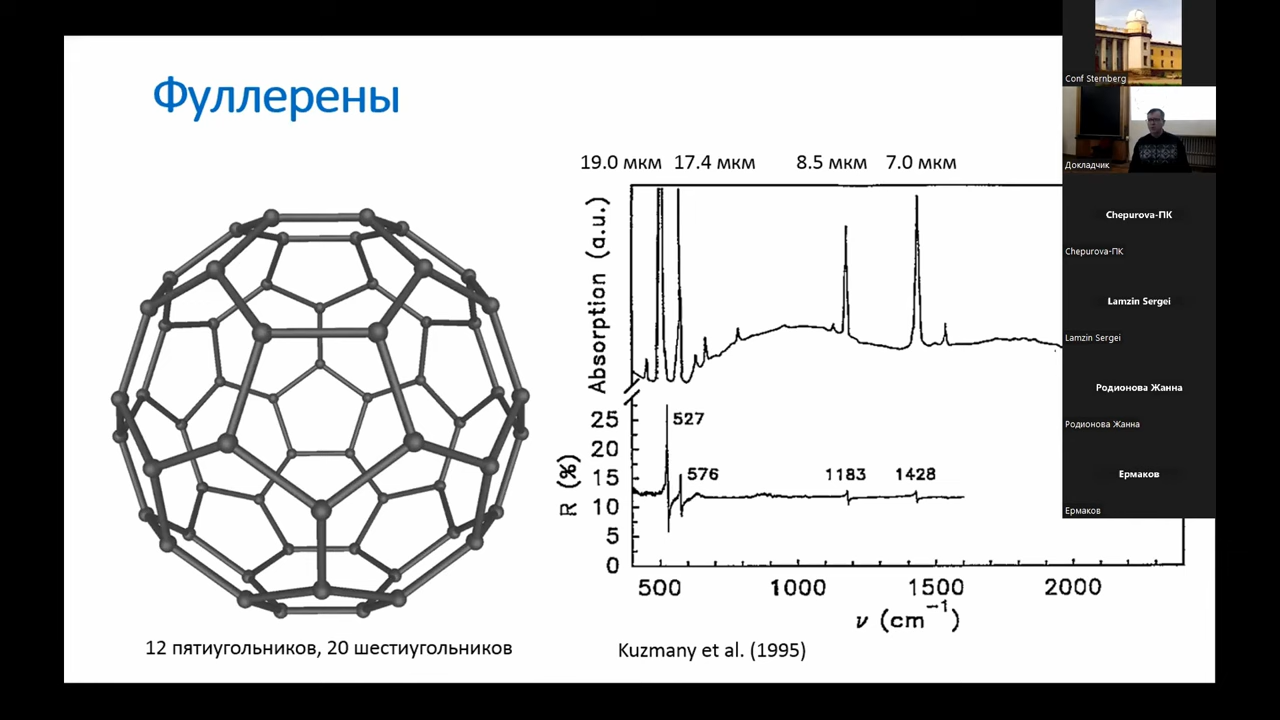 Фуллерены
19.0 мкм 17.4 мкм 8.5 мкм 7.0 мкм
Absorption (a.u.)
25
20
15
10
5
0
R (%)
527
576
1183
1428
500 1000 1500 2000
ν (cm⁻¹)
12 пятиугольников, 20 шестиугольников
Kuzmany et al. (1995)
Conf Sternberg
Докладчик
Chepurova-ПК
Chepurova-ПК
Lamzin Sergei
Lamzin Sergei
Родионова Жанна
Родионова Жанна
Ермаков
Ермаков